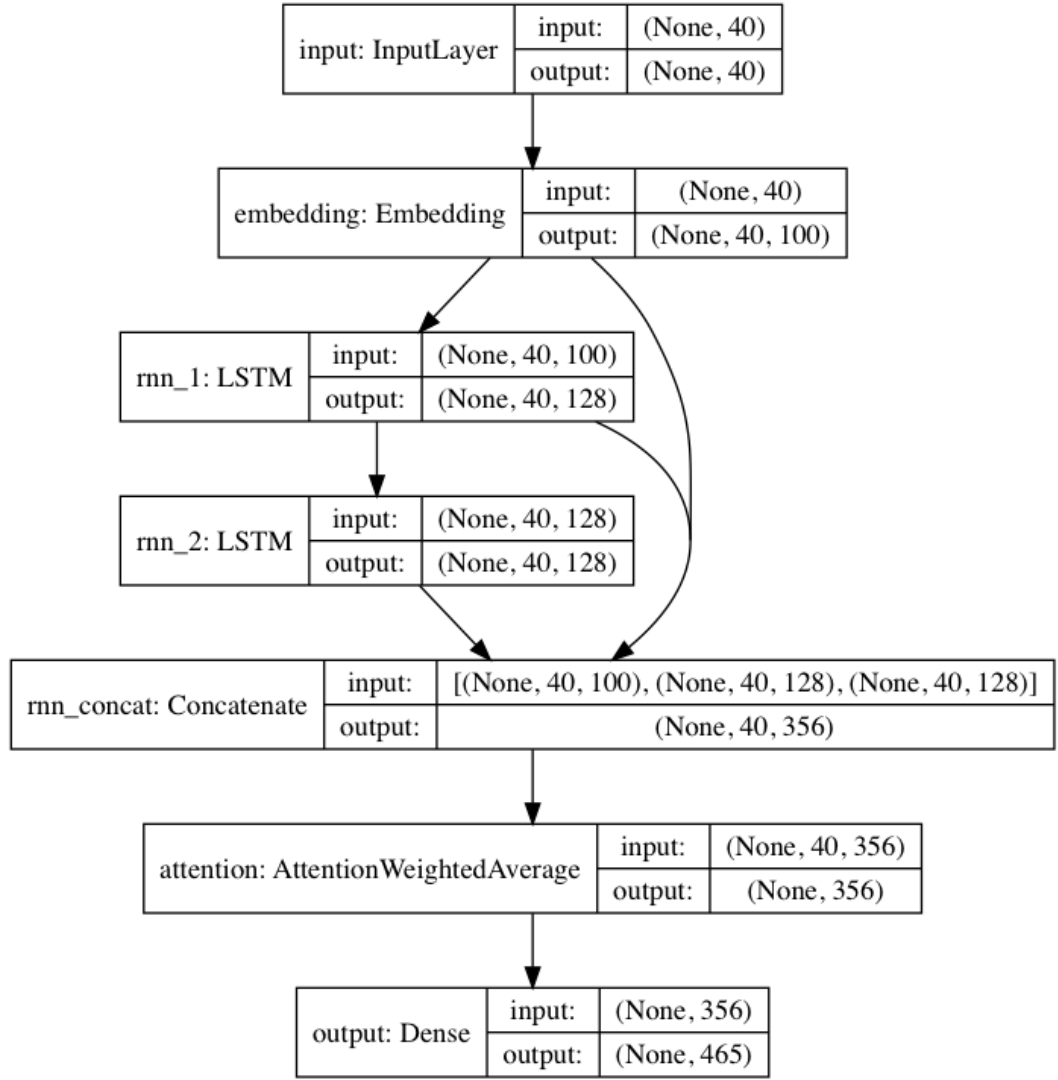 input: InputLayer
input: (None, 40)
output: (None, 40)
embedding: Embedding
input: (None, 40)
output: (None, 40, 100)
rnn_1: LSTM
input: (None, 40, 100)
output: (None, 40, 128)
rnn_2: LSTM
input: (None, 40, 128)
output: (None, 40, 128)
rnn_concat: Concatenate
input: [(None, 40, 100), (None, 40, 128), (None, 40, 128)]
output: (None, 40, 356)
attention: AttentionWeightedAverage
input: (None, 40, 356)
output: (None, 356)
output: Dense
input: (None, 356)
output: (None, 465)